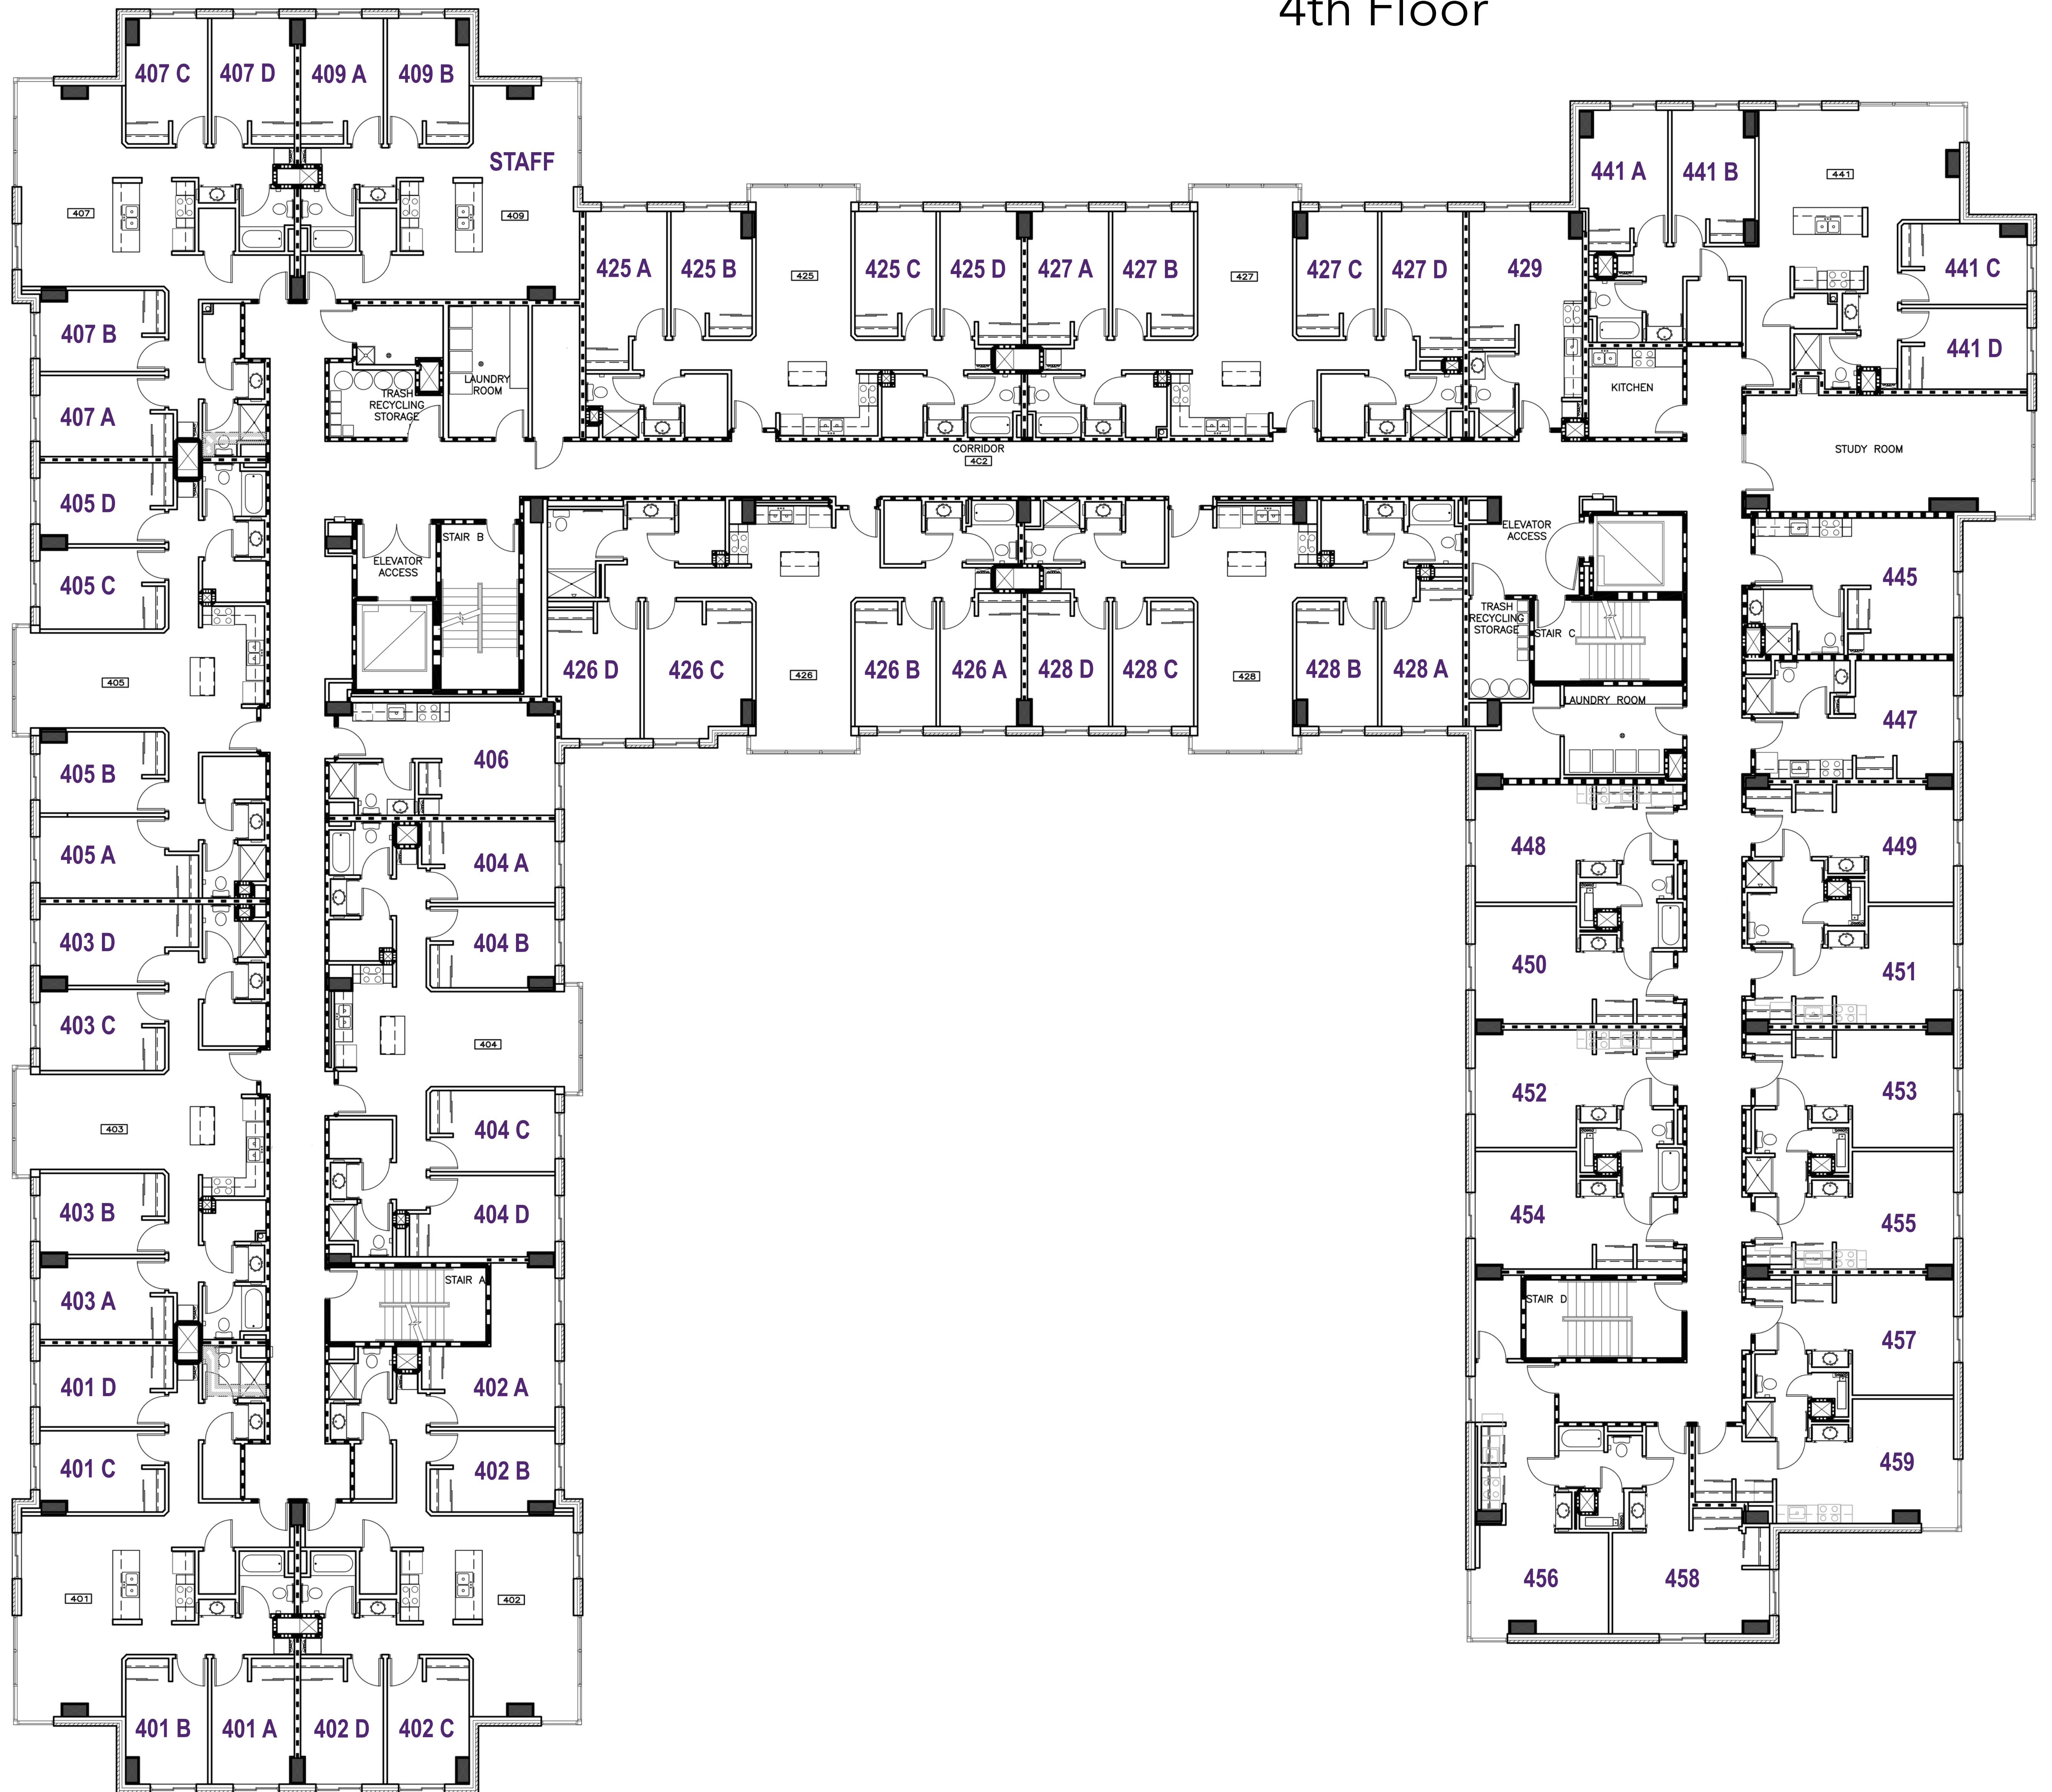 4th Floor
407 C
407 D
409 A
409 B
STAFF
407
409
441 A
441 B
441
425 A
425 B
425
425 C
425 D
427 A
427 B
427
427 C
427 D
429
441 C
441 D
407 B
407 A
TRASH
RECYCLING
STORAGE
LAUNDRY
ROOM
KITCHEN
CORRIDOR
4C2
STUDY ROOM
405 D
405 C
ELEVATOR
ACCESS
STAIR B
ELEVATOR
ACCESS
445
TRASH
RECYCLING
STORAGE
STAIR C
405
426 D
426 C
426
426 B
426 A
428 D
428 C
428
428 B
428 A
LAUNDRY ROOM
447
405 B
406
405 A
404 A
448
449
403 D
404 B
450
451
403 C
404
452
453
403
404 C
403 B
404 D
454
455
403 A
STAIR A
STAIR D
457
401 D
402 A
401 C
402 B
459
401
402
456
458
401 B
401 A
402 D
402 C